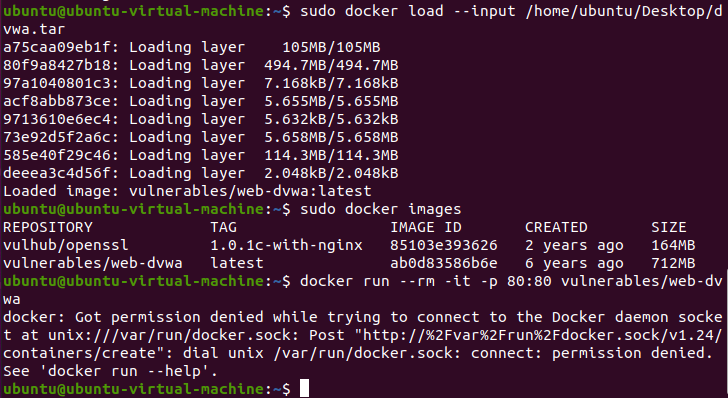 ubuntu@ubuntu-virtual-machine:~$ sudo docker load --input /home/ubuntu/Desktop/d
vwa.tar
a75caa09eb1f: Loading layer    105MB/105MB
80f9a8427b18: Loading layer  494.7MB/494.7MB
97a1040801c3: Loading layer  7.168kB/7.168kB
acf8abb873ce: Loading layer  5.655MB/5.655MB
9713610e6ec4: Loading layer  5.632kB/5.632kB
73e92d5f2a6c: Loading layer  5.658MB/5.658MB
585e40f29c46: Loading layer  114.3MB/114.3MB
deeea3c4d56f: Loading layer  2.048kB/2.048kB
Loaded image: vulnerables/web-dvwa:latest
ubuntu@ubuntu-virtual-machine:~$ sudo docker images
REPOSITORY             TAG                 IMAGE ID       CREATED       SIZE
vulhub/openssl         1.0.1c-with-nginx   85103e393626   2 years ago   164MB
vulnerables/web-dvwa   latest              ab0d83586b6e   6 years ago   712MB
ubuntu@ubuntu-virtual-machine:~$ docker run --rm -it -p 80:80 vulnerables/web-dv
wa
docker: Got permission denied while trying to connect to the Docker daemon socke
t at unix:///var/run/docker.sock: Post "http://%2Fvar%2Frun%2Fdocker.sock/v1.24/
containers/create": dial unix /var/run/docker.sock: connect: permission denied.
See 'docker run --help'.
ubuntu@ubuntu-virtual-machine:~$